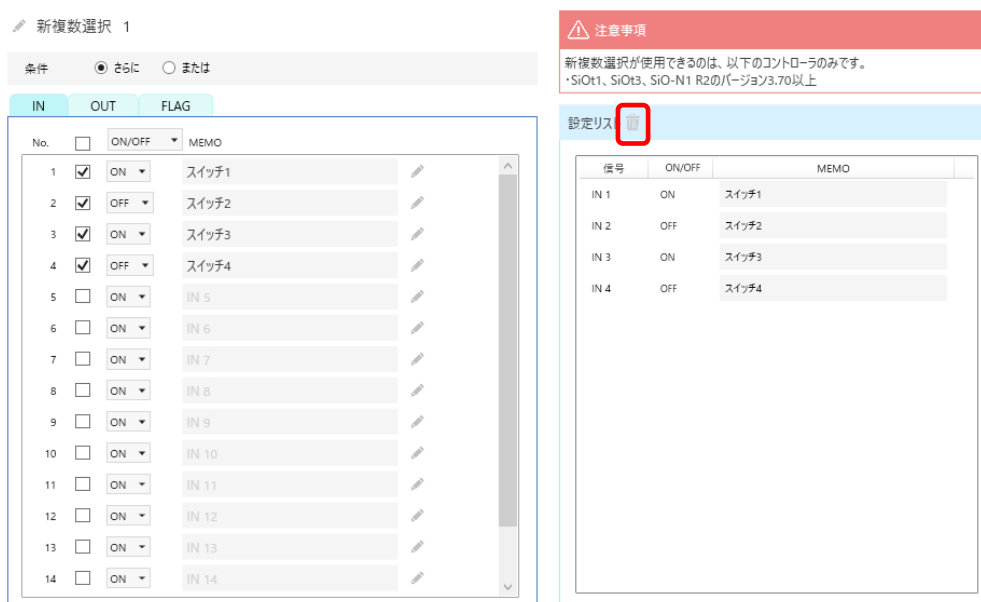 新複数選択 1
条件 さらに または
IN OUT FLAG
No. ON/OFF MEMO
1 ON スイッチ1
2 OFF スイッチ2
3 ON スイッチ3
4 OFF スイッチ4
5 ON IN 5
6 ON IN 6
7 ON IN 7
8 ON IN 8
9 ON IN 9
10 ON IN 10
11 ON IN 11
12 ON IN 12
13 ON IN 13
14 ON IN 14
注意事項
新複数選択が使用できるのは、以下のコントローラのみです。
・SiOt1、SiOt3、SiO-N1 R2のバージョン3.70以上
設定リスト
信号 ON/OFF MEMO
IN 1 ON スイッチ1
IN 2 OFF スイッチ2
IN 3 ON スイッチ3
IN 4 OFF スイッチ4